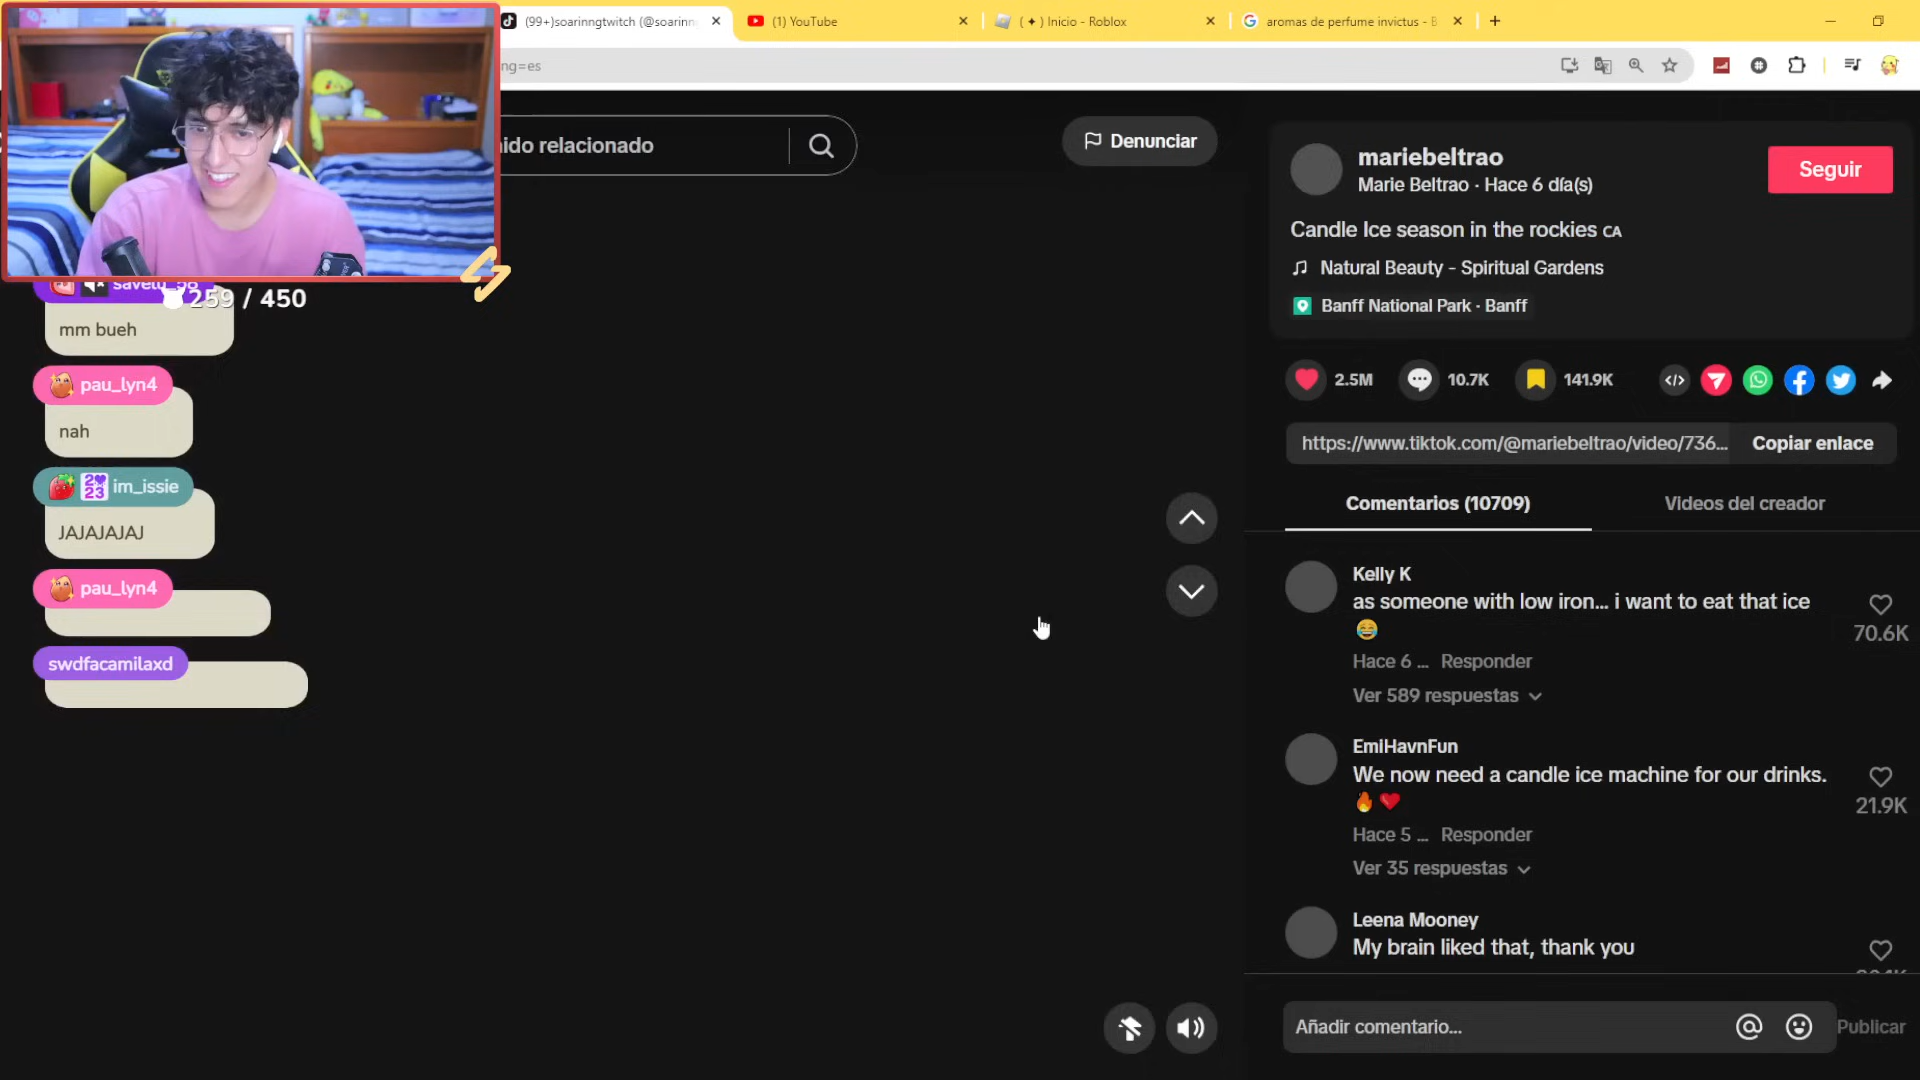 (99+)soarinngtwitch (@soarinn
(1) YouTube
( ✦ ) Inicio - Roblox
aromas de perfume invictus - B
ng=es
ido relacionado
Denunciar
mariebeltrao
Marie Beltrao · Hace 6 día(s)
Seguir
Candle Ice season in the rockies CA
Natural Beauty - Spiritual Gardens
Banff National Park · Banff
2.5M
10.7K
141.9K
https://www.tiktok.com/@mariebeltrao/video/736...
Copiar enlace
Comentarios (10709)
Videos del creador
Kelly K
as someone with low iron... i want to eat that ice
😂
70.6K
Hace 6 ... Responder
Ver 589 respuestas
EmiHavnFun
We now need a candle ice machine for our drinks.
🔥❤️
21.9K
Hace 5 ... Responder
Ver 35 respuestas
Leena Mooney
My brain liked that, thank you
Añadir comentario...
Publicar
259 / 450
mm bueh
pau_lyn4
nah
2023 im_issie
JAJAJAJAJ
pau_lyn4
swdfacamilaxd